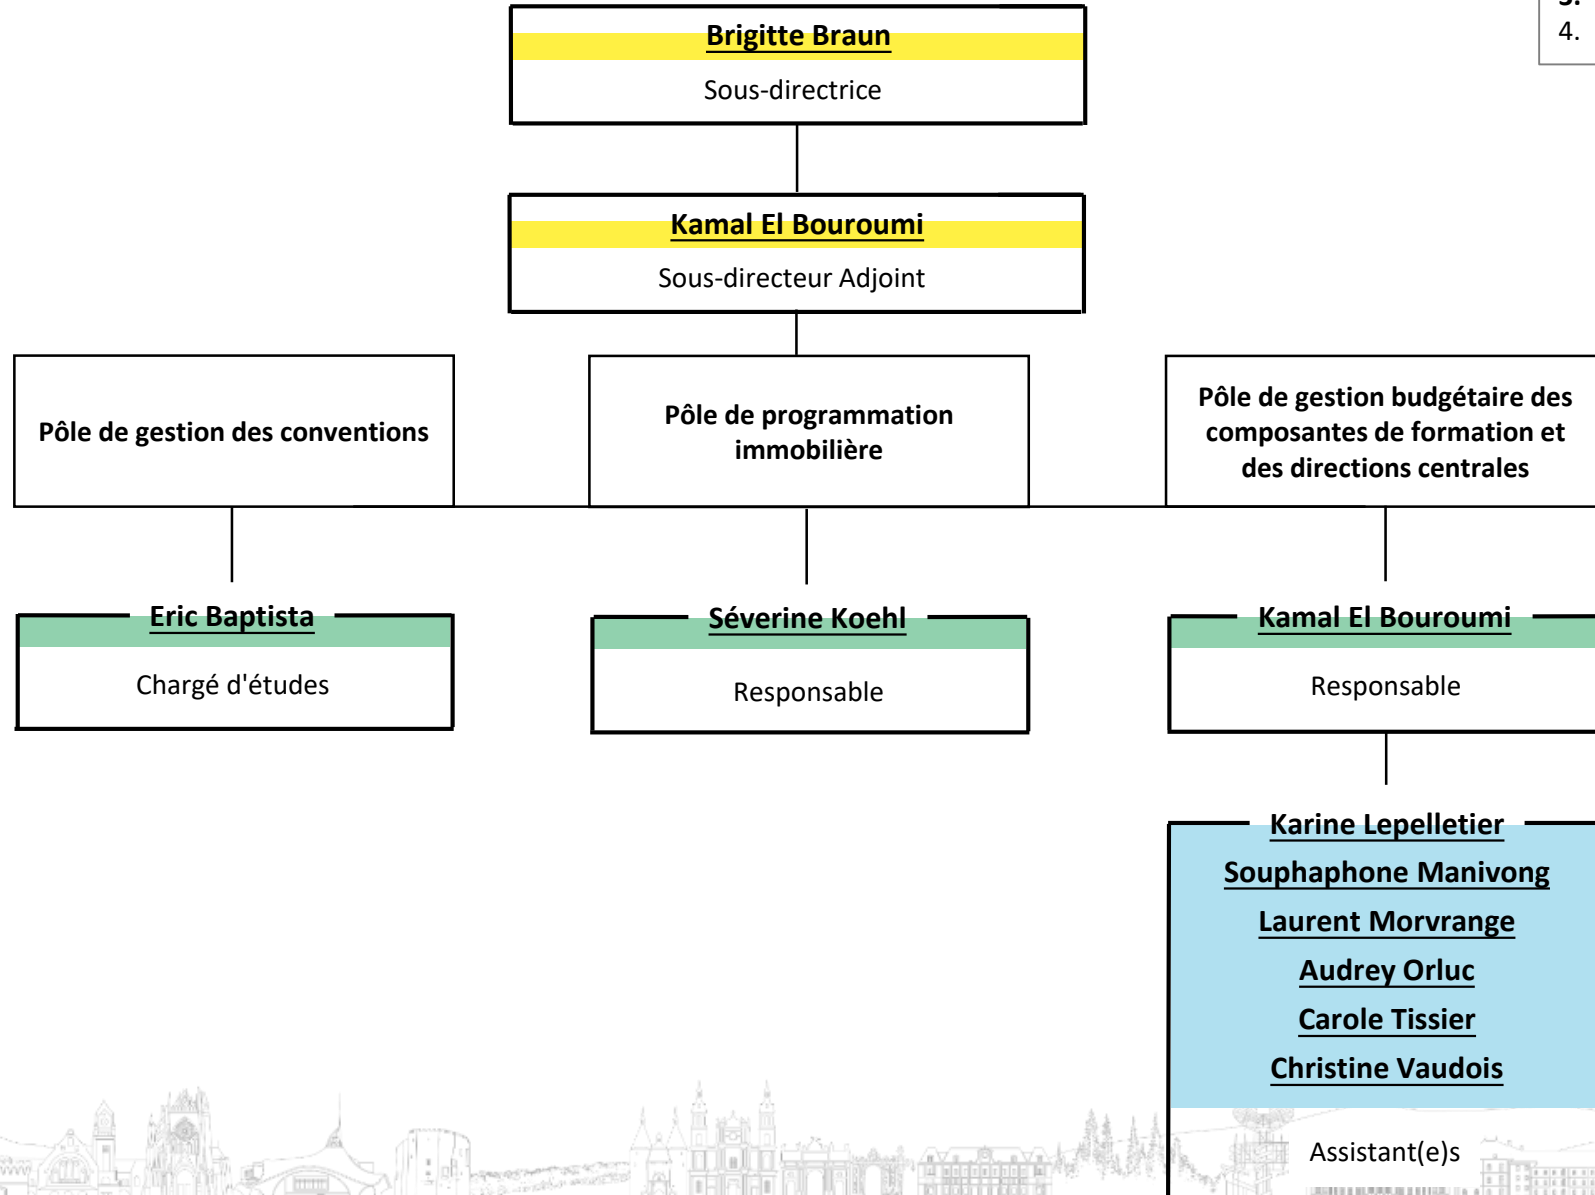 4.
Brigitte Braun
Sous-directrice
Kamal El Bouroumi
Sous-directeur Adjoint
Pôle de gestion des conventions
Pôle de programmation
immobilière
Pôle de gestion budgétaire des
composantes de formation et
des directions centrales
Eric Baptista
Chargé d'études
Séverine Koehl
Responsable
Kamal El Bouroumi
Responsable
Karine Lepelletier
Souphaphone Manivong
Laurent Morvrange
Audrey Orluc
Carole Tissier
Christine Vaudois
Assistant(e)s